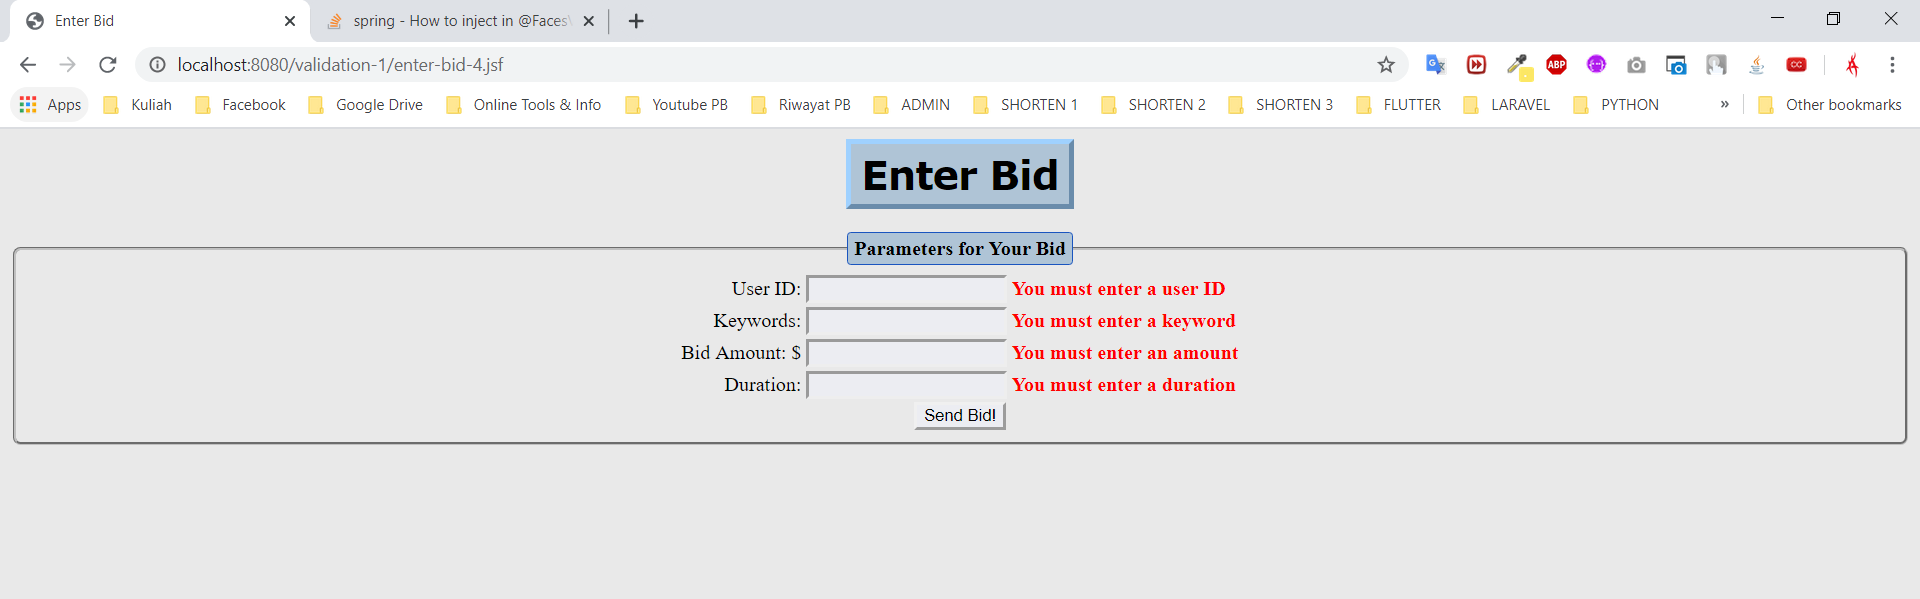 Enter Bid
spring - How to inject in @Faces
localhost:8080/validation-1/enter-bid-4.jsf
ABP
CC
Apps Kuliah Facebook Google Drive Online Tools & Info Youtube PB Riwayat PB ADMIN SHORTEN 1 SHORTEN 2 SHORTEN 3 FLUTTER LARAVEL PYTHON » Other bookmarks
Enter Bid
Parameters for Your Bid
User ID: You must enter a user ID
Keywords: You must enter a keyword
Bid Amount: $ You must enter an amount
Duration: You must enter a duration
Send Bid!